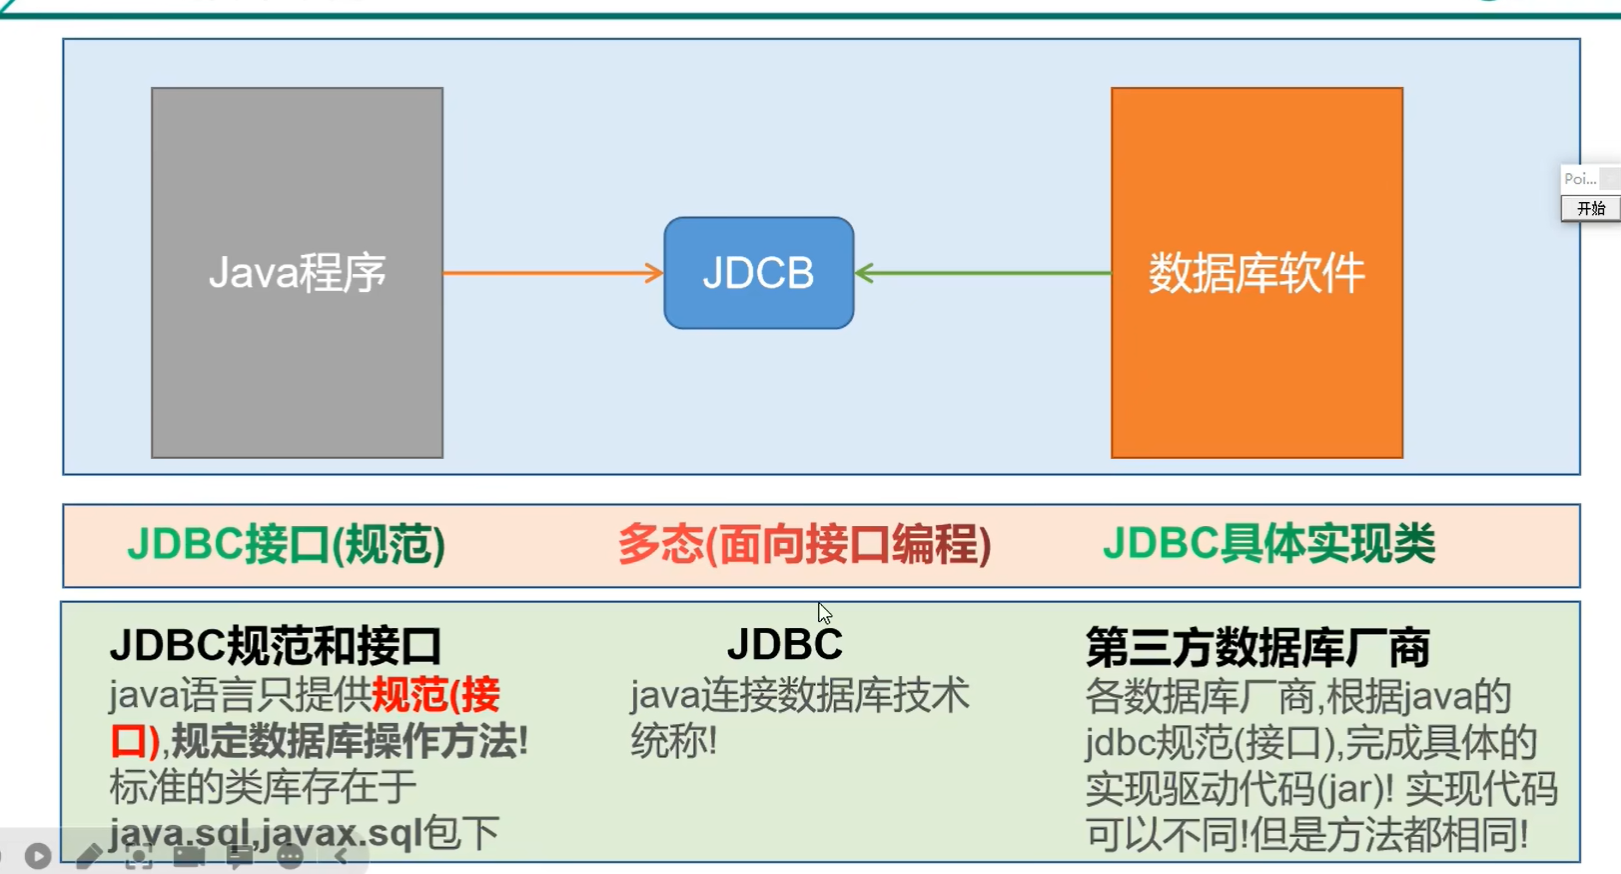 Java程序
JDCB
数据库软件
Poi...
开始
JDBC接口(规范)
多态(面向接口编程)
JDBC具体实现类
JDBC规范和接口
java语言只提供规范(接
口),规定数据库操作方法!
标准的类库存在于
java.sql,javax.sql包下
JDBC
java连接数据库技术
统称!
第三方数据库厂商
各数据库厂商,根据java的
jdbc规范(接口),完成具体的
实现驱动代码(jar)! 实现代码
可以不同!但是方法都相同!